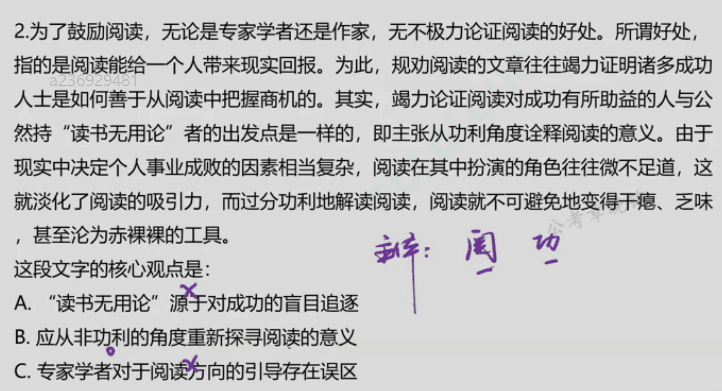 2.为了鼓励阅读，无论是专家学者还是作家，无不极力论证阅读的好处。所谓好处，
指的是阅读能给一个人带来现实回报。为此，规劝阅读的文章往往竭力证明诸多成功
a236929481
人士是如何善于从阅读中把握商机的。其实，竭力论证阅读对成功有所助益的人与公
然持“读书无用论”者的出发点是一样的，即主张从功利角度诠释阅读的意义。由于
现实中决定个人事业成败的因素相当复杂，阅读在其中扮演的角色往往微不足道，这
就淡化了阅读的吸引力，而过分功利地解读阅读，阅读就不可避免地变得干瘪、乏味
，甚至沦为赤裸裸的工具。
阅 功
这段文字的核心观点是：
A. “读书无用论”源于对成功的盲目追逐
B. 应从非功利的角度重新探寻阅读的意义
C. 专家学者对于阅读方向的引导存在误区